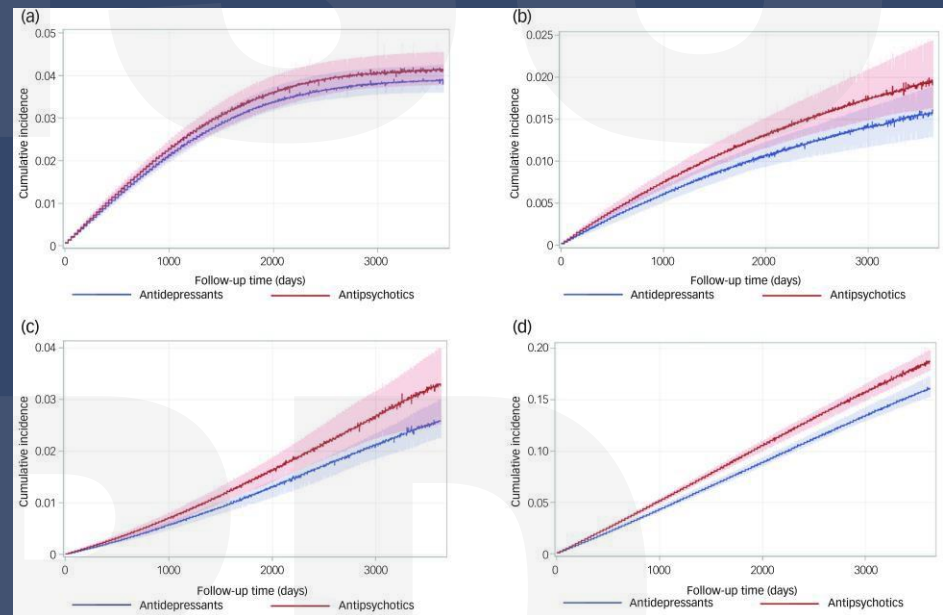 (a)
0.05
0.04
0.03
0.02
0.01
0
Cumulative incidence
0 1000 2000 3000
Follow-up time (days)
Antidepressants Antipsychotics
(b)
0.025
0.020
0.015
0.010
0.005
0
Cumulative incidence
0 1000 2000 3000
Follow-up time (days)
Antidepressants Antipsychotics
(c)
0.04
0.03
0.02
0.01
0
Cumulative incidence
0 1000 2000 3000
Follow-up time (days)
Antidepressants Antipsychotics
(d)
0.20
0.15
0.10
0.05
0
Cumulative incidence
0 1000 2000 3000
Follow-up time (days)
Antidepressants Antipsychotics